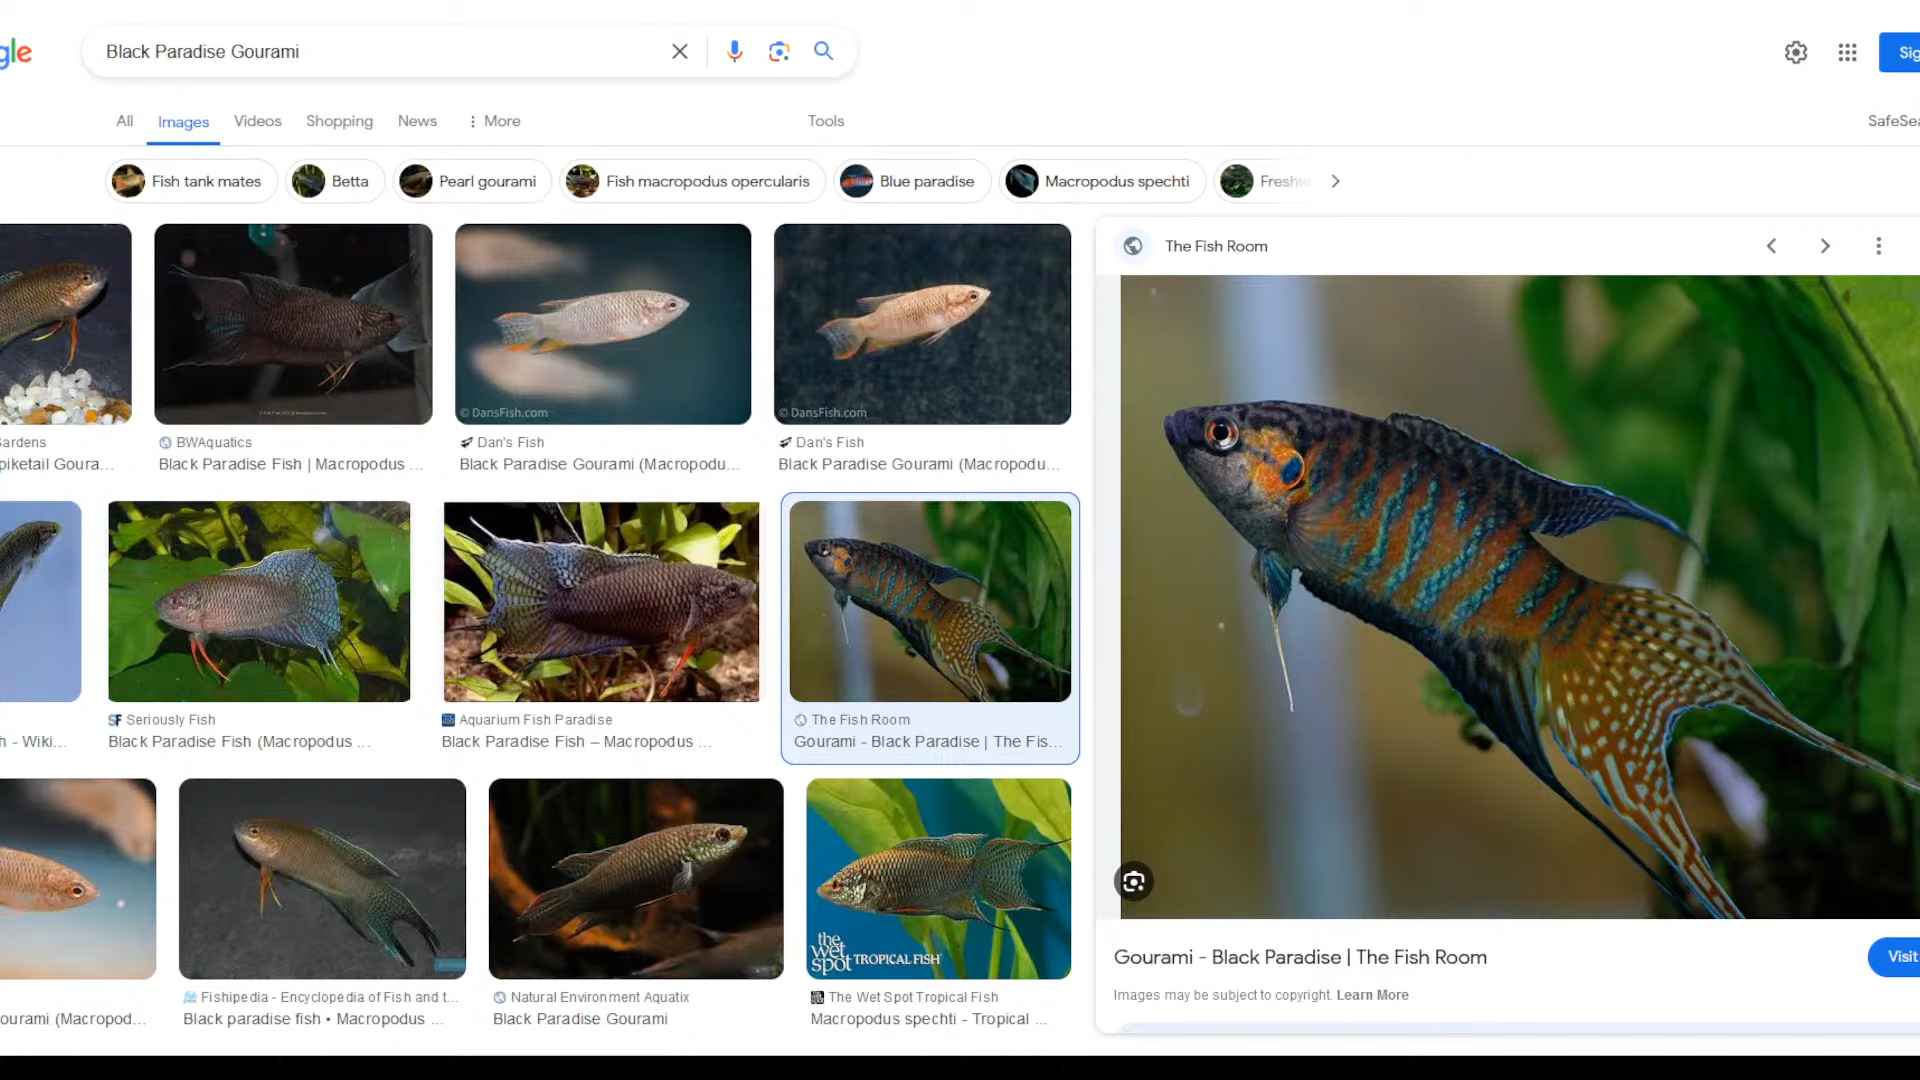 gle
Black Paradise Gourami
Sig
All
Images
Videos
Shopping
News
More
Tools
SafeSea
Fish tank mates
Betta
Pearl gourami
Fish macropodus opercularis
Blue paradise
Macropodus spechti
Freshw
The Fish Room
© DansFish.com
© DansFish.com
Gardens
BWAquatics
Dan's Fish
Dan's Fish
piketail Goura...
Black Paradise Fish | Macropodus ...
Black Paradise Gourami (Macropodu...
Black Paradise Gourami (Macropodu...
SF Seriously Fish
Aquarium Fish Paradise
The Fish Room
h - Wiki...
Black Paradise Fish (Macropodus ...
Black Paradise Fish – Macropodus ...
Gourami - Black Paradise | The Fis...
the
wet
spot TROPICAL FISH
Fishipedia - Encyclopedia of Fish and t...
Natural Environment Aquatix
The Wet Spot Tropical Fish
ourami (Macropod...
Black paradise fish • Macropodus ...
Black Paradise Gourami
Macropodus spechti - Tropical ...
Gourami - Black Paradise | The Fish Room
Visit
Images may be subject to copyright. Learn More